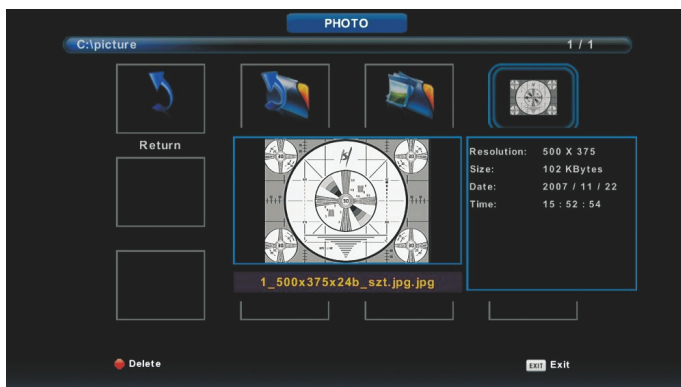 PHOTO
C:\picture
1 / 1
Return
Resolution: 500 X 375
Size: 102 KBytes
Date: 2007 / 11 / 22
Time: 15 : 52 : 54
1_500x375x24b_szt.jpg.jpg
Delete
EXIT Exit